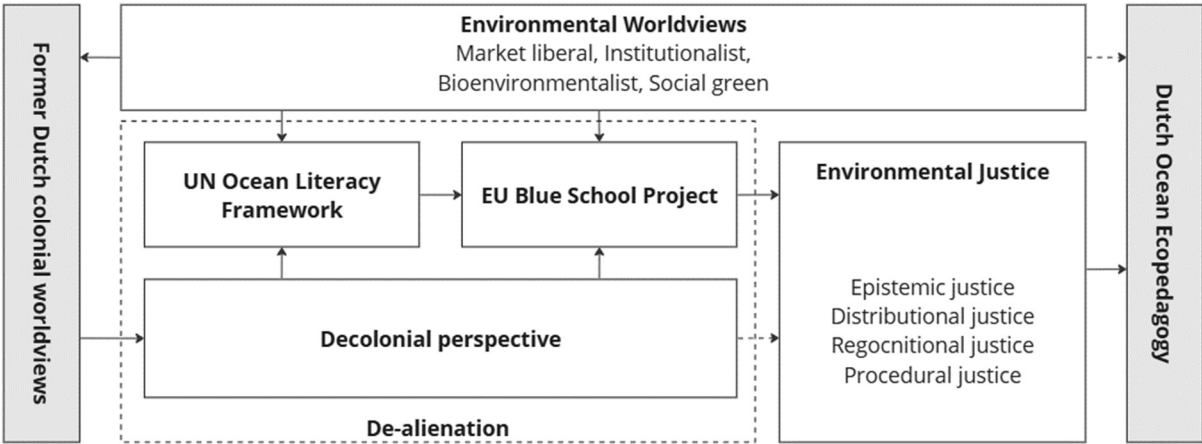 Former Dutch colonial worldviews
Environmental Worldviews
Market liberal, Institutionalist,
Bioenvironmentalist, Social green
UN Ocean Literacy
Framework
EU Blue School Project
Decolonial perspective
De-alienation
Environmental Justice
Epistemic justice
Distributional justice
Regocnitional justice
Procedural justice
Dutch Ocean Ecopedagogy